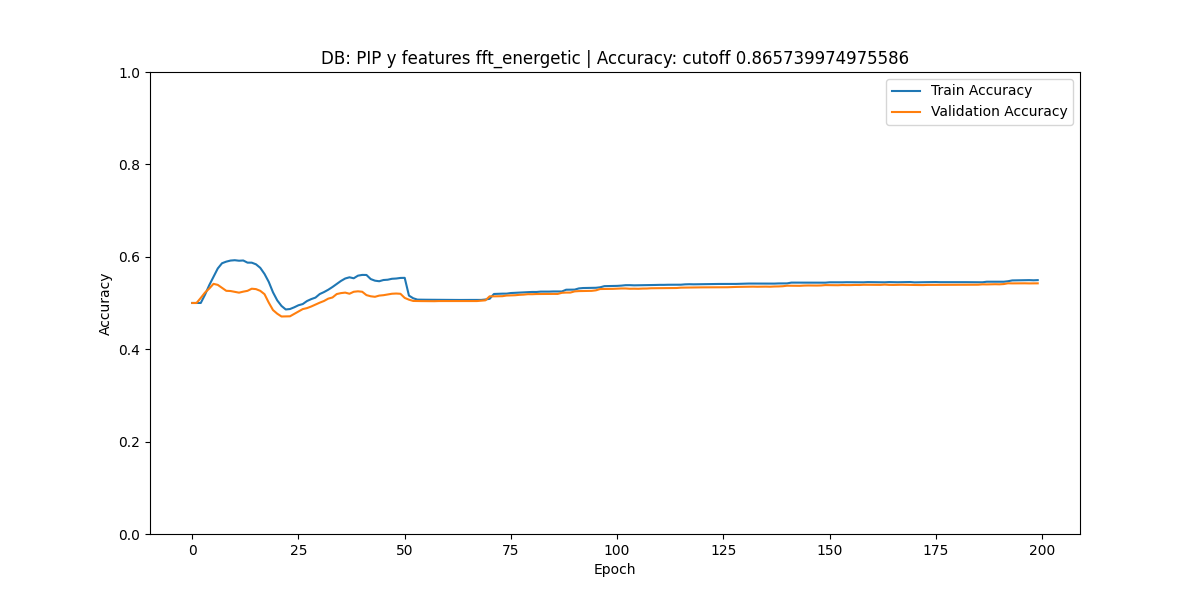 DB: PIP y features fft_energetic | Accuracy: cutoff 0.865739974975586
1.0
0.8
0.6
0.4
0.2
0.0
Accuracy
Train Accuracy
Validation Accuracy
0 25 50 75 100 125 150 175 200
Epoch